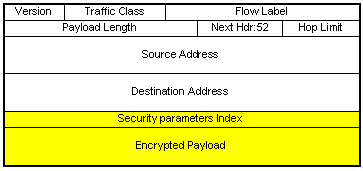 Version Traffic Class Flow Label
Payload Length Next Hdr:52 Hop Limit
Source Address
Destination Address
Security parameters Index
Encrypted Payload